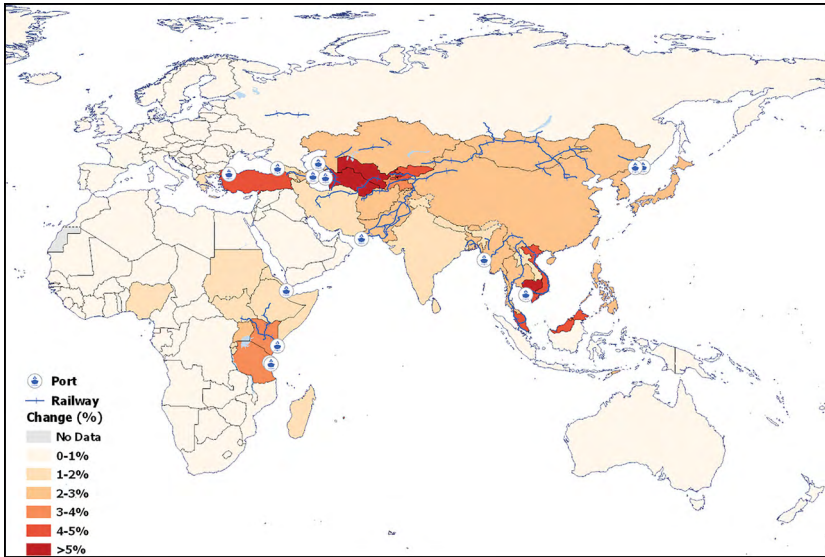 Port
Railway
Change (%)
No Data
0-1%
1-2%
2-3%
3-4%
4-5%
>5%